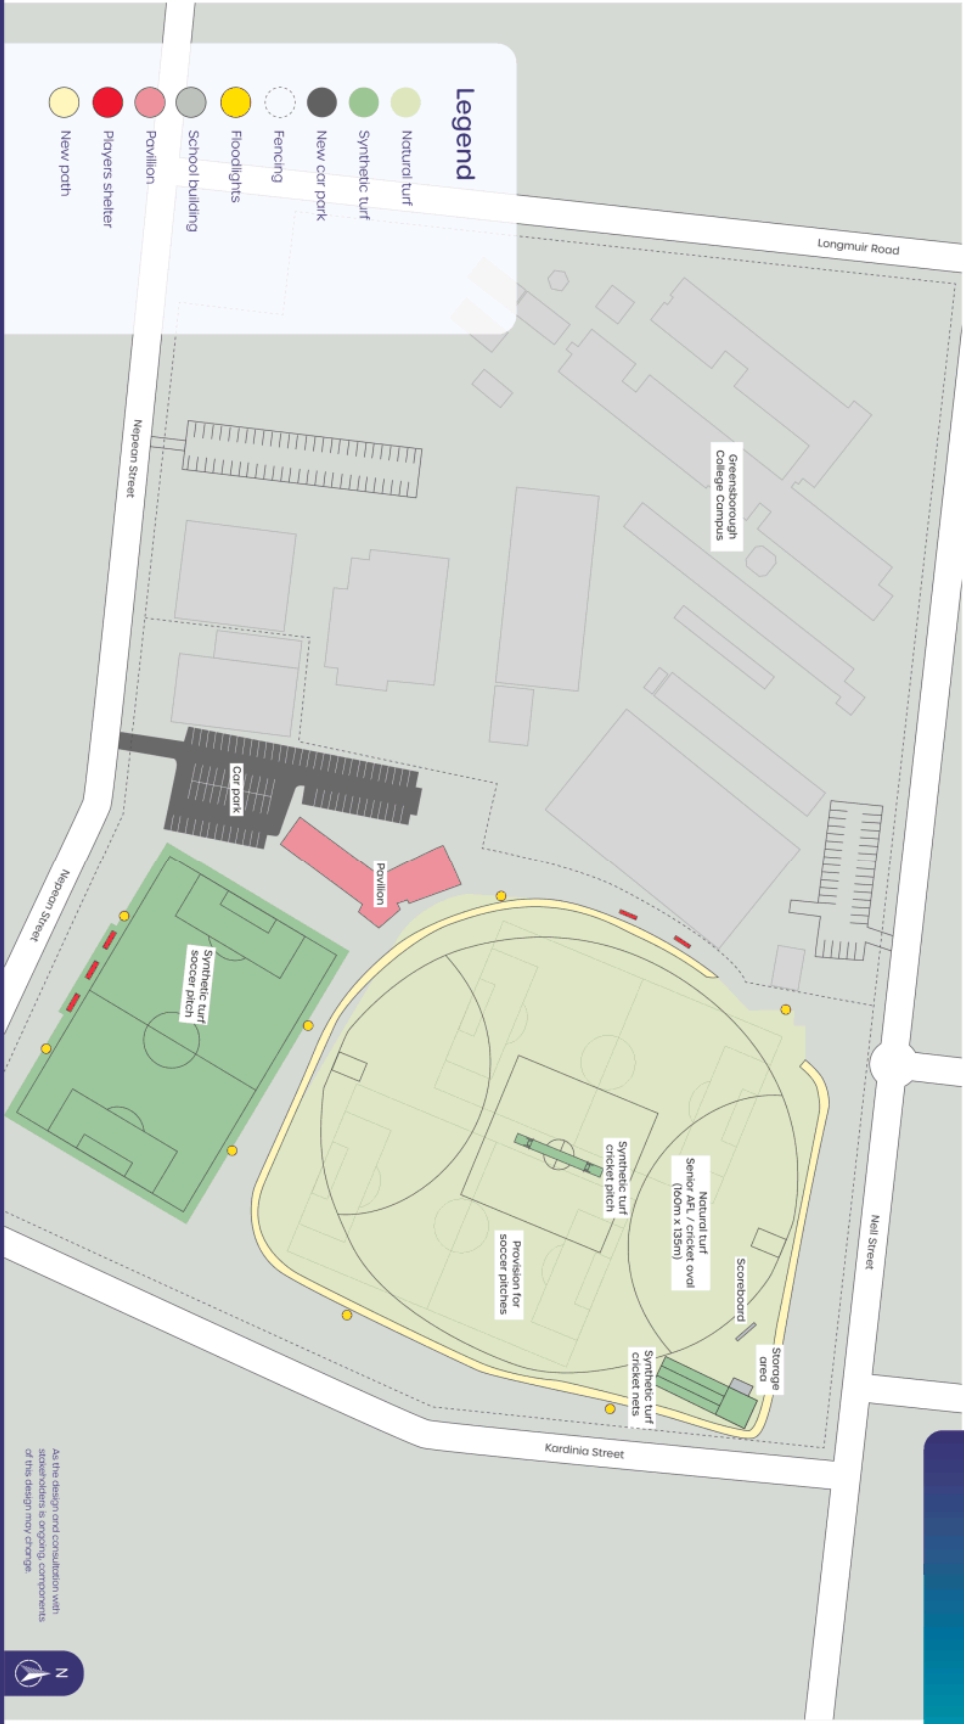 Legend
Natural turf
Synthetic turf
New car park
Fencing
Floodlights
School building
Pavillion
Players shelter
New path
Longmuir Road
Greensborough
College Campus
Nepean Street
Car park
Pavilion
Nepean Street
Synthetic turf
soccer pitch
Synthetic turf
cricket pitch
Natural turf
Senior AFL / cricket oval
(160m x 135m)
Nell Street
Scoreboard
Provision for
soccer pitches
Storage
area
Synthetic turf
cricket nets
Kardinia Street
As the design and consultation with
stakeholders is ongoing, components
of this design may change.
N